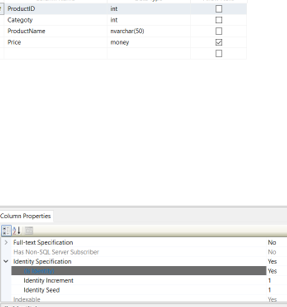 ProductID int
Categoty int
ProductName nvarchar(50)
Price money
Column Properties
Full-text Specification No
Has Non-SQL Server Subscriber No
Identity Specification Yes
Yes
Identity Increment 1
Identity Seed 1
Indexable Yes